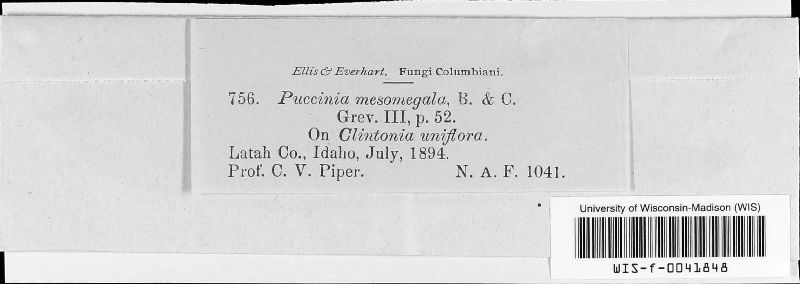 Ellis & Everhart, Fungi Columbiani.
756. Puccinia mesomegala, B. & C.
Grev. III, p. 52.
On Clintonia uniflora.
Latah Co., Idaho, July, 1894.
Prof. C. V. Piper. N. A. F. 1041.
University of Wisconsin-Madison (WIS)
WIS-f-0041848